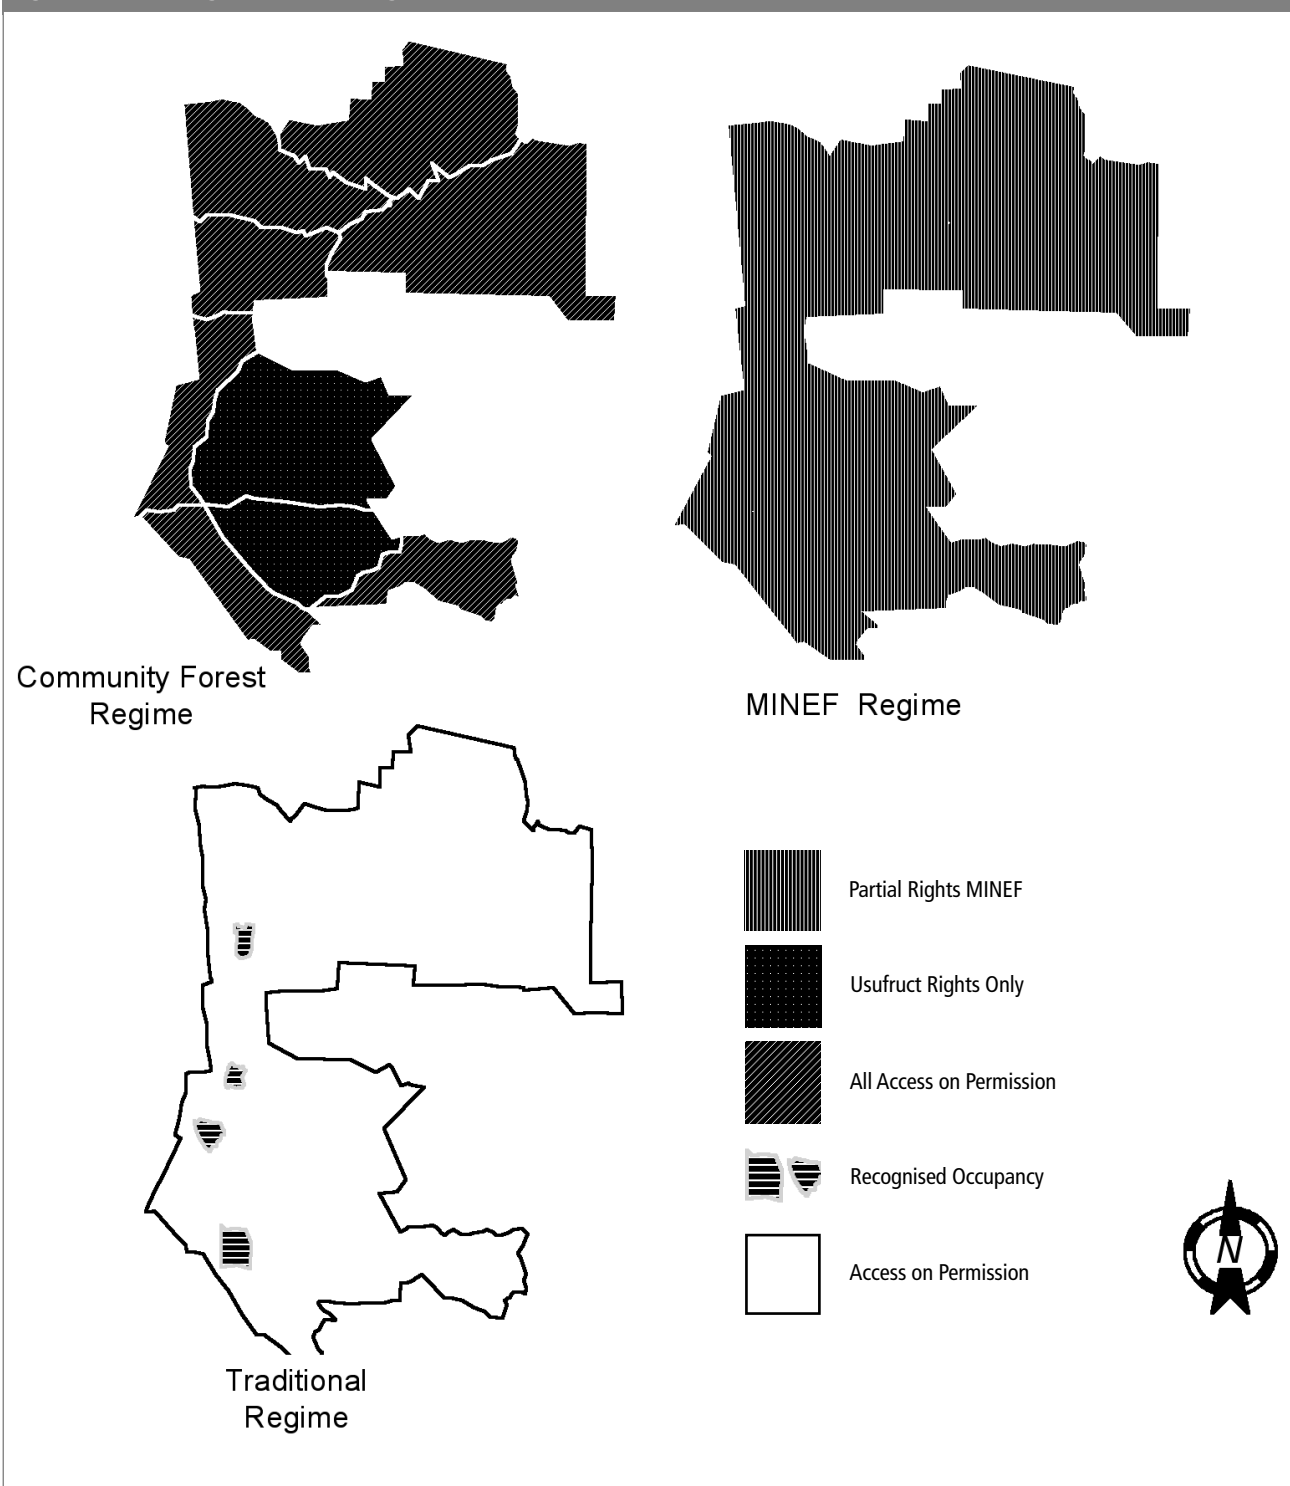 Community Forest
Regime
MINEF Regime
Partial Rights MINEF
Usufruct Rights Only
All Access on Permission
Recognised Occupancy
Access on Permission
N
Traditional
Regime